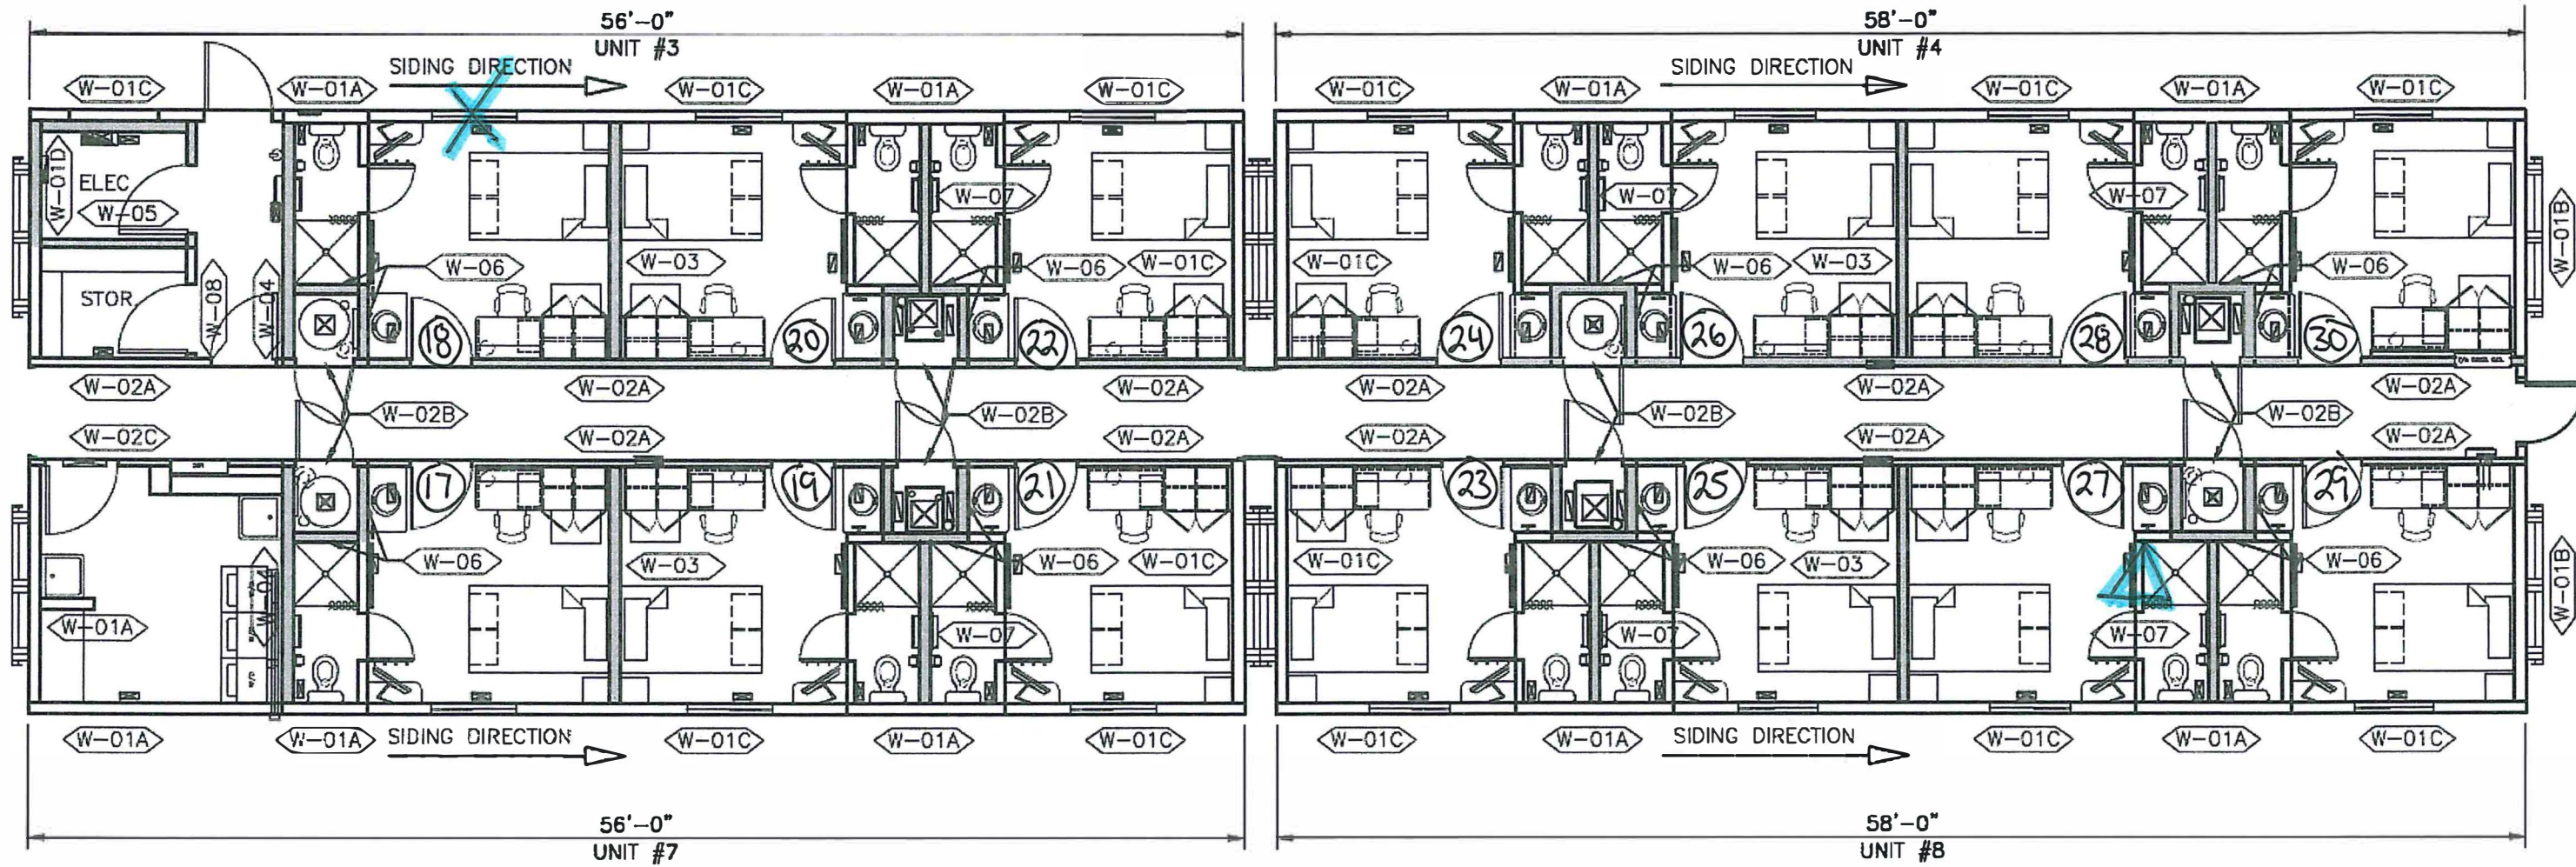 56'-0" 58'-0"
UNIT #3 UNIT #4
SIDING DIRECTION SIDING DIRECTION
W-01C W-01A W-01C W-01A W-01C W-01C W-01A W-01C W-01A W-01C
W-01D ELEC W-05 W-07 W-07 W-07 W-01B
STOR W-08 W-04 W-06 W-03 W-06 W-01C W-01C W-06 W-03 W-06
18 20 22 24 26 28 30
W-02A W-02A W-02A W-02A W-02A W-02A
W-02B W-02B W-02B W-02B
W-02C W-02A W-02A W-02A W-02A W-02A
17 19 21 23 25 27 29
W-04 W-06 W-03 W-06 W-01C W-01C W-06 W-03 W-06 W-01B
W-01A W-07 W-07 W-07
W-01A W-01A W-01C W-01A W-01C W-01C W-01A W-01C W-01A W-01C
SIDING DIRECTION SIDING DIRECTION
56'-0" 58'-0"
UNIT #7 UNIT #8